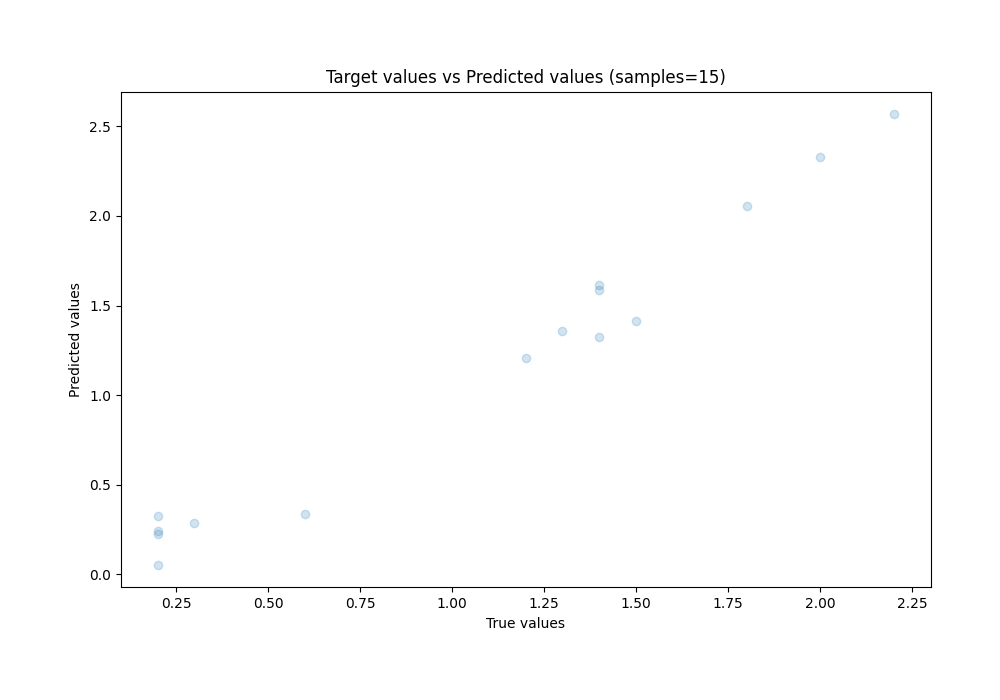 Target values vs Predicted values (samples=15)
Predicted values
2.5
2.0
1.5
1.0
0.5
0.0
0.25 0.50 0.75 1.00 1.25 1.50 1.75 2.00 2.25
True values